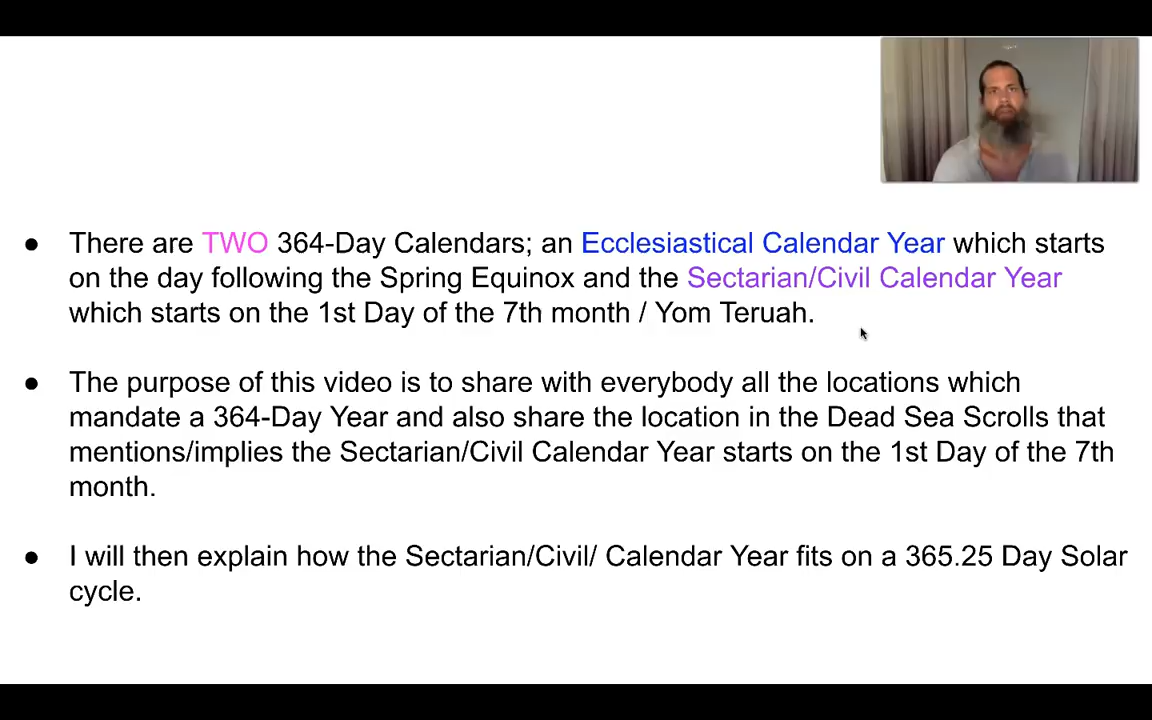 ● There are TWO 364-Day Calendars; an Ecclesiastical Calendar Year which starts
on the day following the Spring Equinox and the Sectarian/Civil Calendar Year
which starts on the 1st Day of the 7th month / Yom Teruah.
● The purpose of this video is to share with everybody all the locations which
mandate a 364-Day Year and also share the location in the Dead Sea Scrolls that
mentions/implies the Sectarian/Civil Calendar Year starts on the 1st Day of the 7th
month.
● I will then explain how the Sectarian/Civil/ Calendar Year fits on a 365.25 Day Solar
cycle.